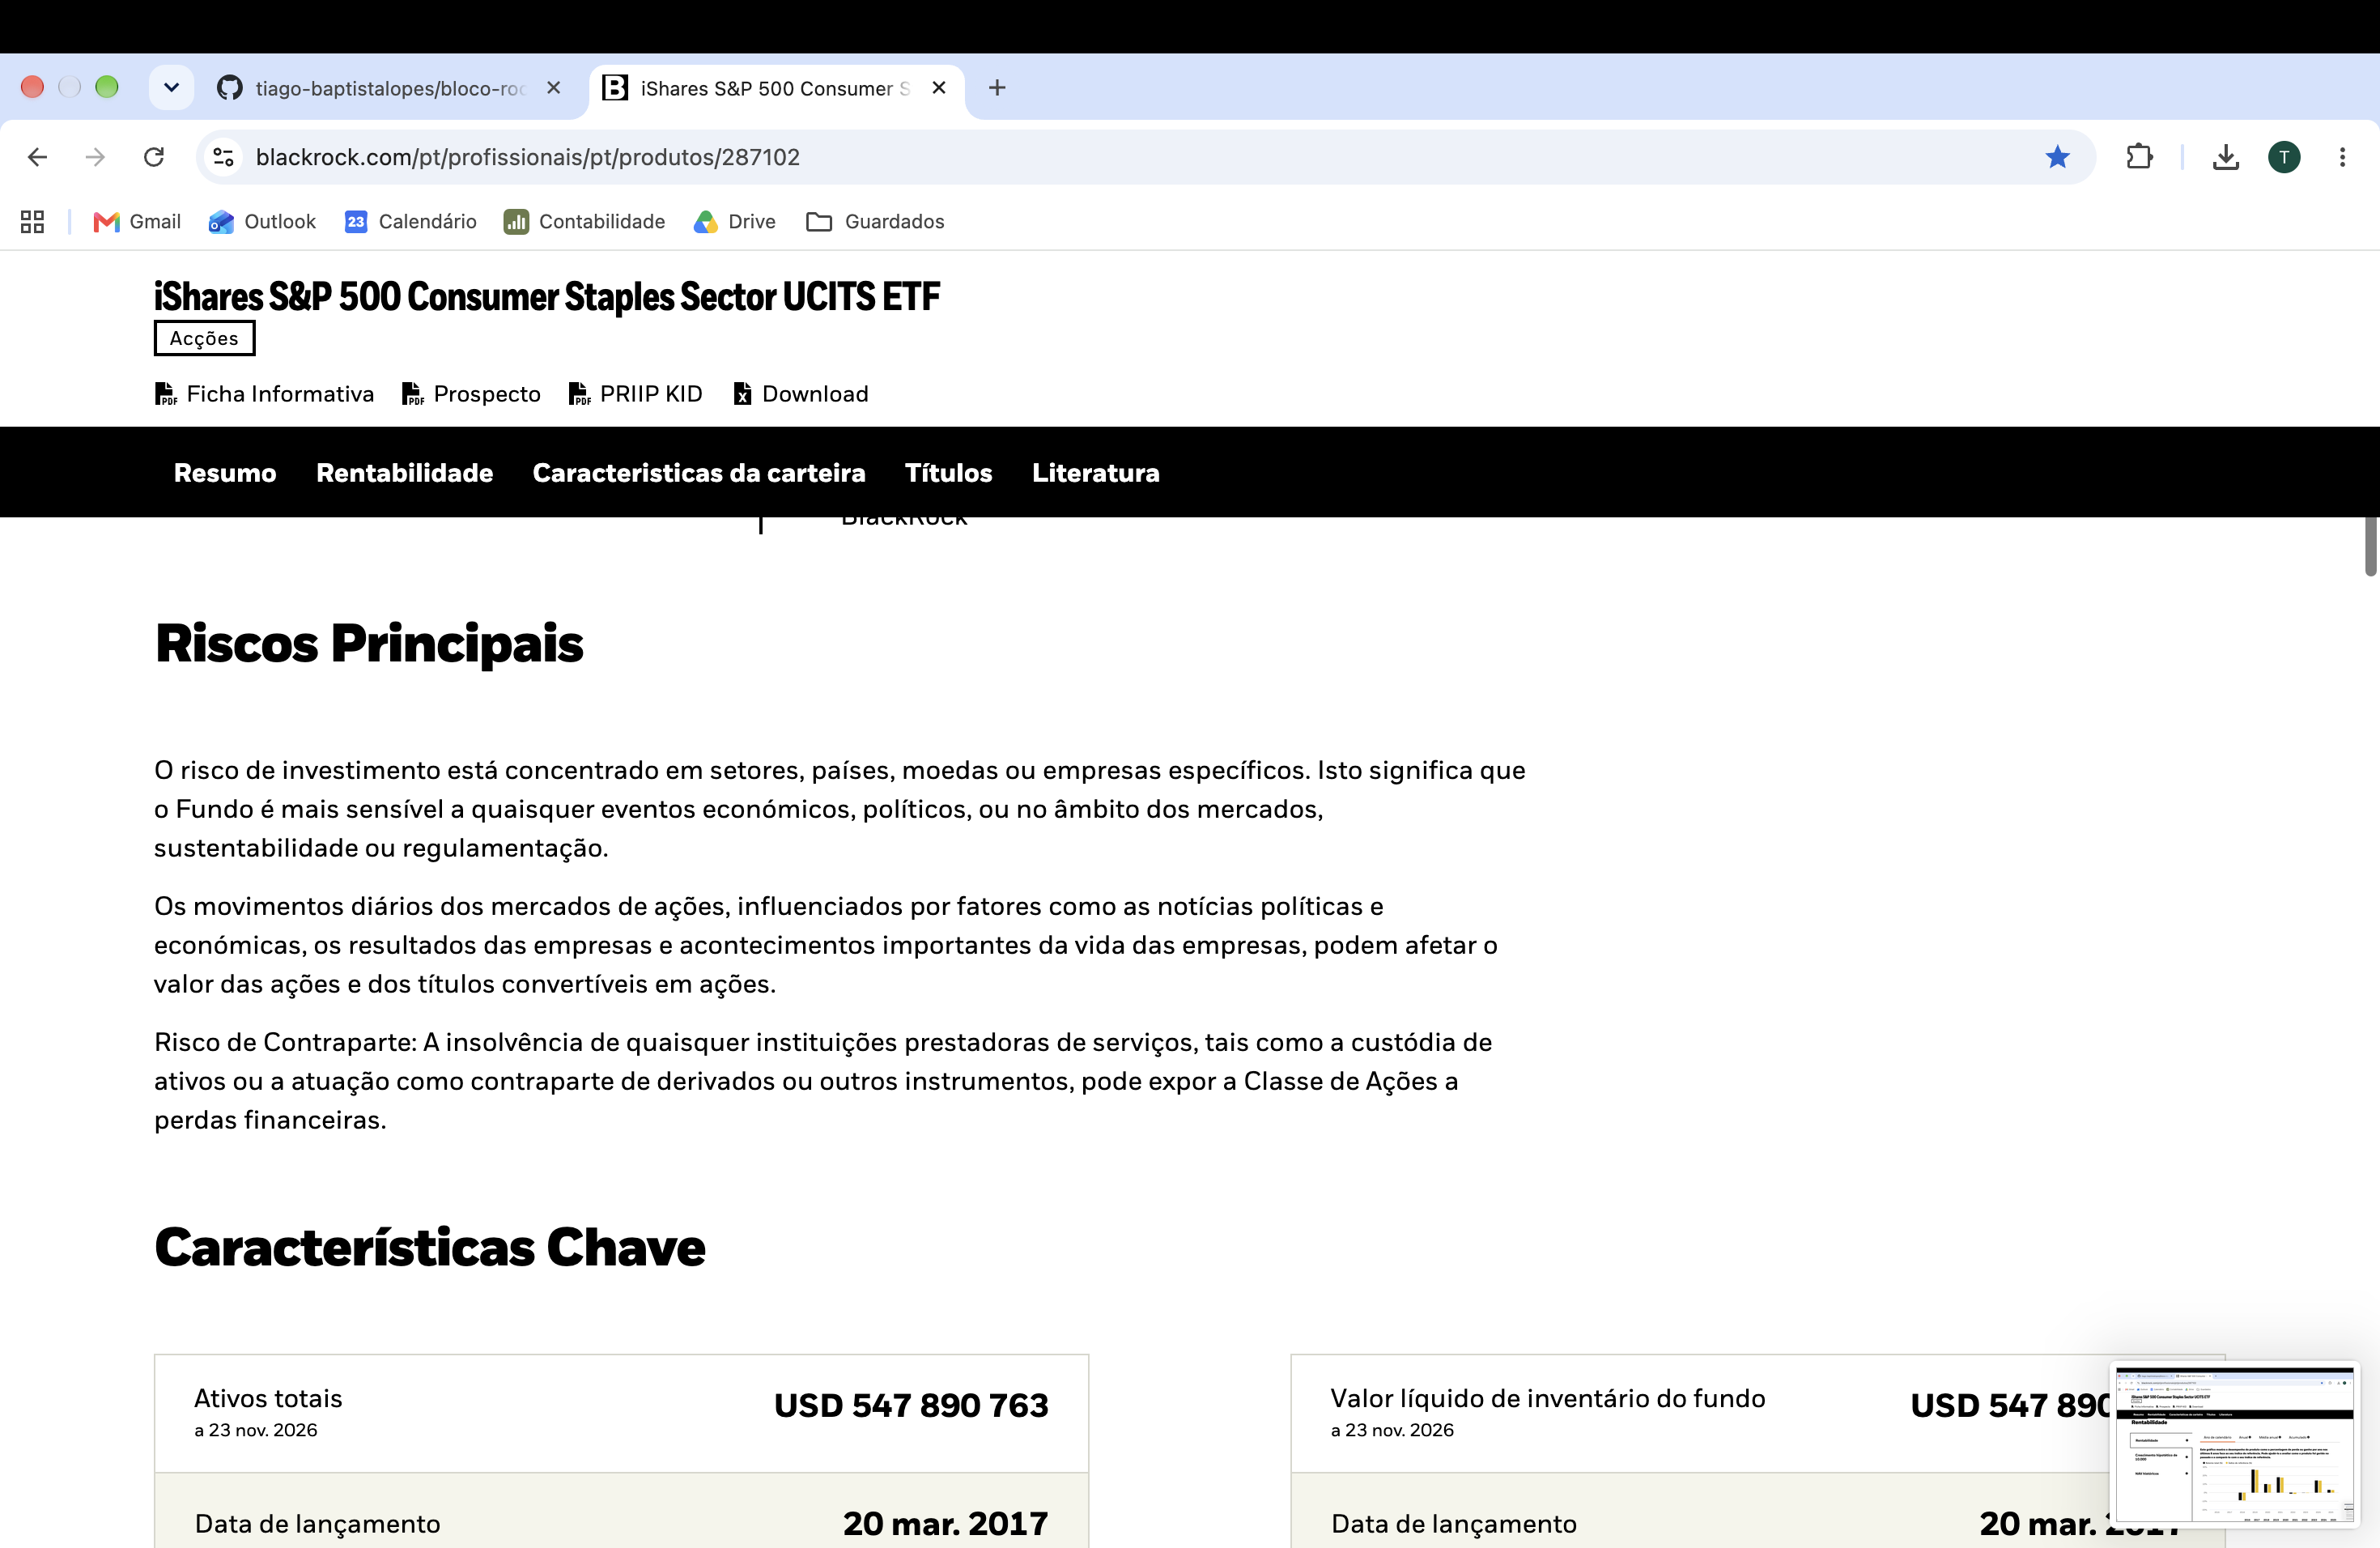 tiago-baptistalopes/bloco-roc
iShares S&P 500 Consumer S
blackrock.com/pt/profissionais/pt/produtos/287102
T
Gmail
Outlook
23
Calendário
Contabilidade
Drive
Guardados
iShares S&P 500 Consumer Staples Sector UCITS ETF
Acções
Ficha Informativa
Prospecto
PRIIP KID
Download
Resumo
Rentabilidade
Caracteristicas da carteira
Títulos
Literatura
BlackRock
Riscos Principais
O risco de investimento está concentrado em setores, países, moedas ou empresas específicos. Isto significa que
o Fundo é mais sensível a quaisquer eventos económicos, políticos, ou no âmbito dos mercados,
sustentabilidade ou regulamentação.
Os movimentos diários dos mercados de ações, influenciados por fatores como as notícias políticas e
económicas, os resultados das empresas e acontecimentos importantes da vida das empresas, podem afetar o
valor das ações e dos títulos convertíveis em ações.
Risco de Contraparte: A insolvência de quaisquer instituições prestadoras de serviços, tais como a custódia de
ativos ou a atuação como contraparte de derivados ou outros instrumentos, pode expor a Classe de Ações a
perdas financeiras.
Características Chave
Ativos totais
a 23 nov. 2026
USD 547 890 763
Valor líquido de inventário do fundo
a 23 nov. 2026
USD 547 890
Data de lançamento
20 mar. 2017
Data de lançamento
20 mar. 2017